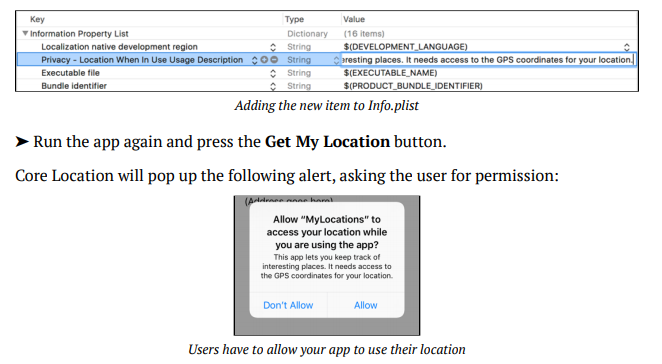 Key Type Value
Information Property List Dictionary (16 items)
Localization native development region String $(DEVELOPMENT_LANGUAGE)
Privacy - Location When In Use Usage Description String eresting places. It needs access to the GPS coordinates for your location.
Executable file String $(EXECUTABLE_NAME)
Bundle identifier String $(PRODUCT_BUNDLE_IDENTIFIER)
Adding the new item to Info.plist
➤ Run the app again and press the Get My Location button.
Core Location will pop up the following alert, asking the user for permission:
(Address goes here)
Allow “MyLocations” to
access your location while
you are using the app?
This app lets you keep track of
interesting places. It needs access to
the GPS coordinates for your location.
Don't Allow Allow
Users have to allow your app to use their location